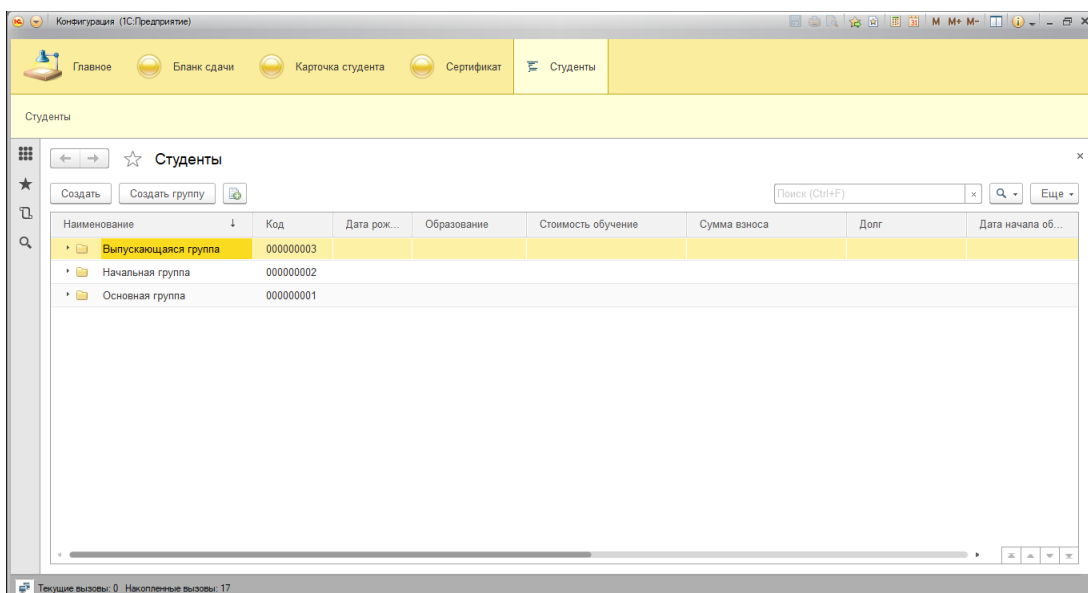 Конфигурация (1С:Предприятие) M M+ M-
Главное Бланк сдачи Карточка студента Сертификат Студенты
Студенты
Студенты
Создать Создать группу Поиск (Ctrl+F) Еще
Наименование Код Дата рож... Образование Стоимость обучение Сумма взноса Долг Дата начала об...
Выпускающаяся группа 000000003
Начальная группа 000000002
Основная группа 000000001
Текущие вызовы: 0 Накопленные вызовы: 17